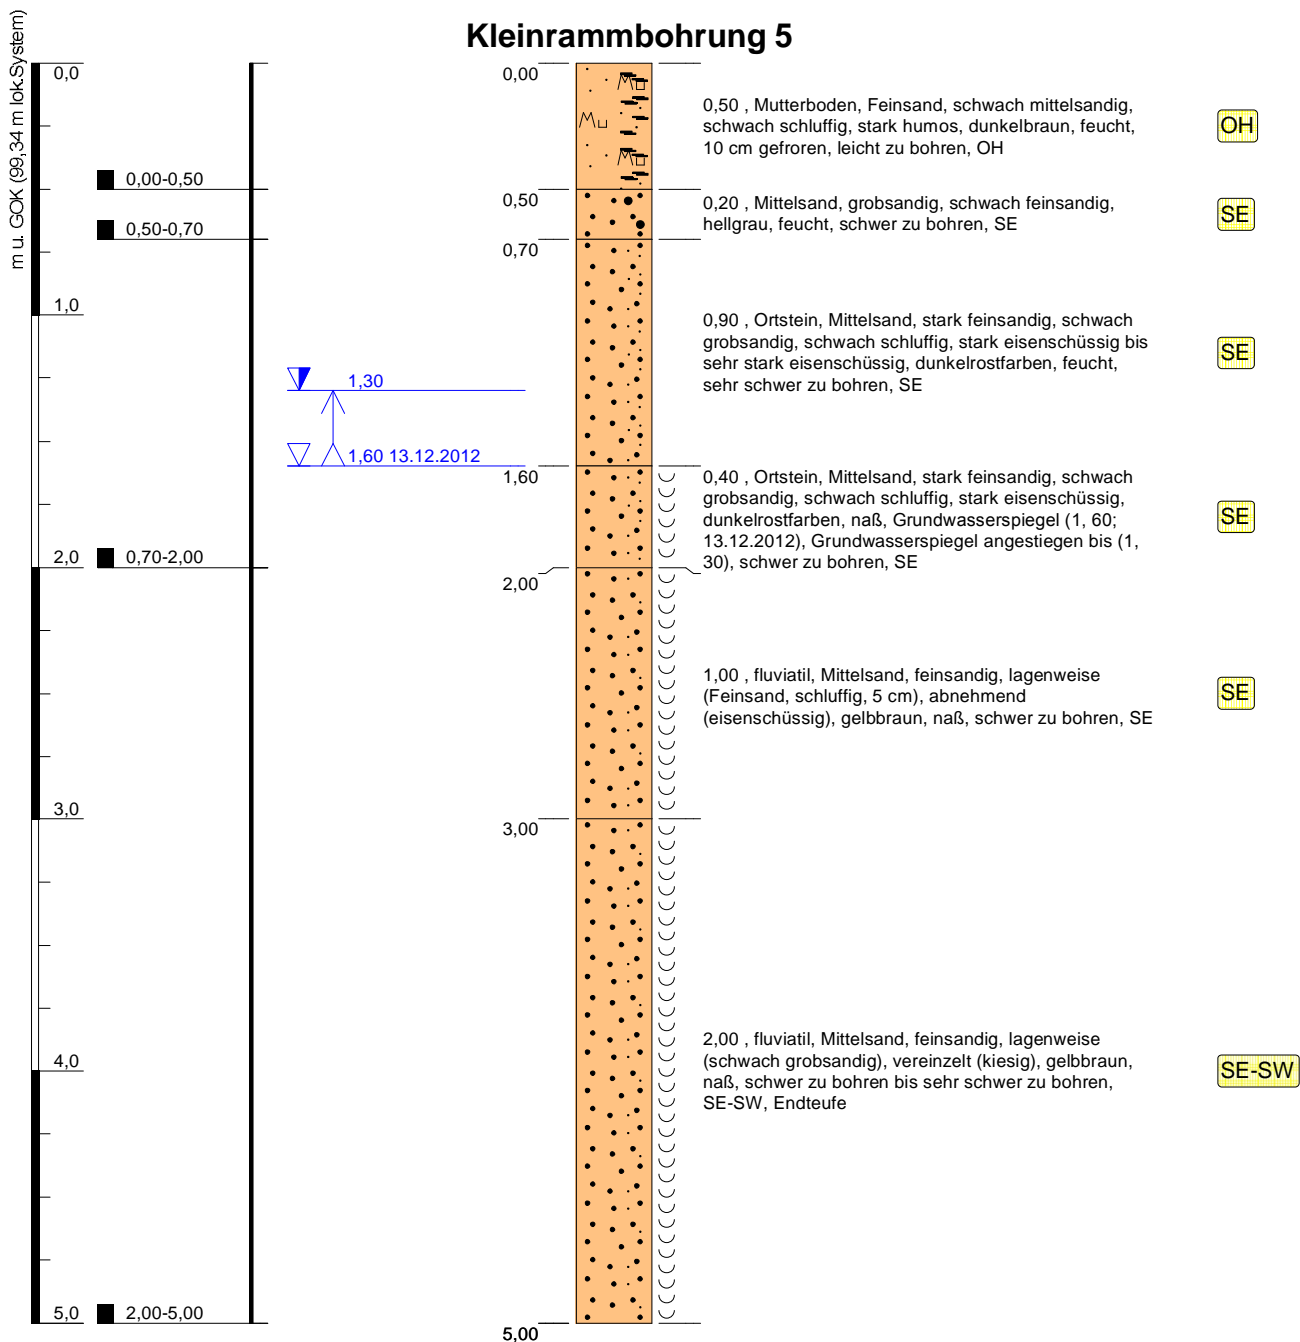 Kleinrammbohrung 5
m u. GOK (99,34 m lok.System)
0,0
1,0
2,0
3,0
4,0
5,0
0,00-0,50
0,50-0,70
0,70-2,00
2,00-5,00
1,30
1,60 13.12.2012
0,00
0,50
0,70
1,60
2,00
3,00
5,00
Mu
Mu
Mu
0,50 , Mutterboden, Feinsand, schwach mittelsandig,
schwach schluffig, stark humos, dunkelbraun, feucht,
10 cm gefroren, leicht zu bohren, OH
OH
0,20 , Mittelsand, grobsandig, schwach feinsandig,
hellgrau, feucht, schwer zu bohren, SE
SE
0,90 , Ortstein, Mittelsand, stark feinsandig, schwach
grobsandig, schwach schluffig, stark eisenschüssig bis
sehr stark eisenschüssig, dunkelrostfarben, feucht,
sehr schwer zu bohren, SE
SE
0,40 , Ortstein, Mittelsand, stark feinsandig, schwach
grobsandig, schwach schluffig, stark eisenschüssig,
dunkelrostfarben, naß, Grundwasserspiegel (1, 60;
13.12.2012), Grundwasserspiegel angestiegen bis (1,
30), schwer zu bohren, SE
SE
1,00 , fluviatil, Mittelsand, feinsandig, lagenweise
(Feinsand, schluffig, 5 cm), abnehmend
(eisenschüssig), gelbbraun, naß, schwer zu bohren, SE
SE
2,00 , fluviatil, Mittelsand, feinsandig, lagenweise
(schwach grobsandig), vereinzelt (kiesig), gelbbraun,
naß, schwer zu bohren bis sehr schwer zu bohren,
SE-SW, Endteufe
SE-SW